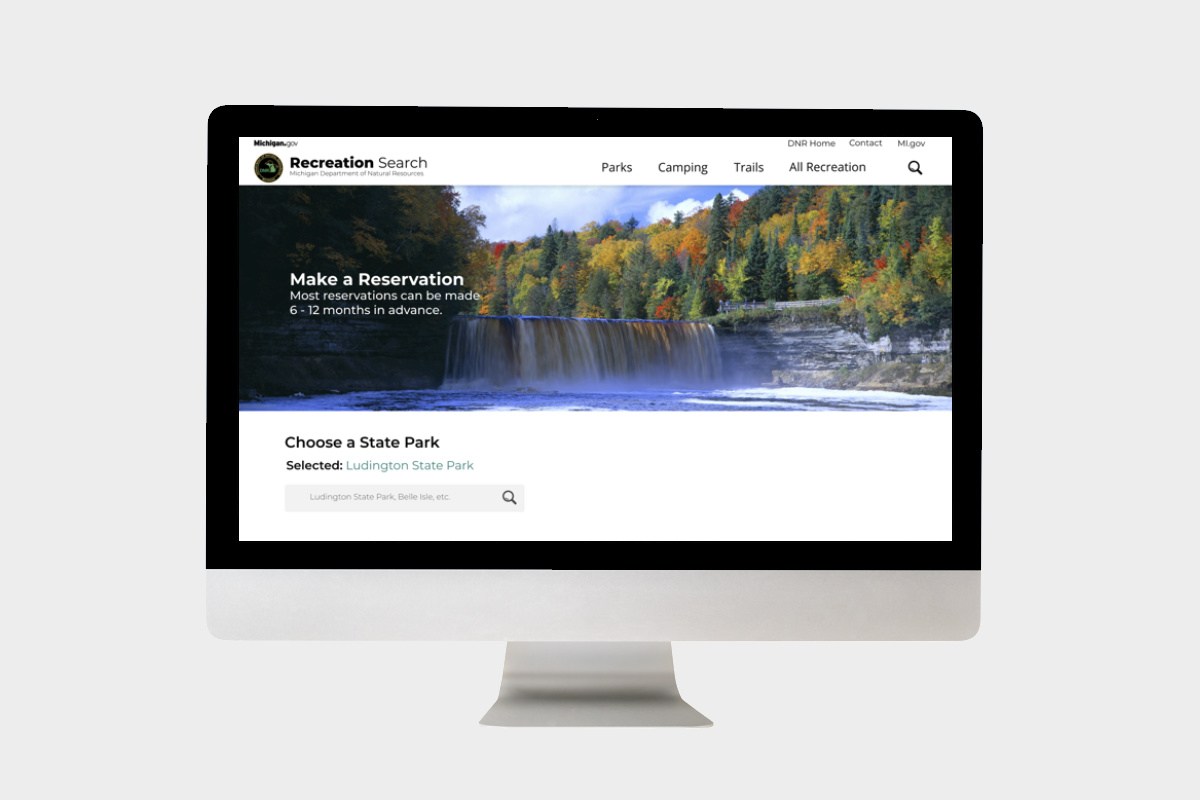 Michigan.gov
DNR Home Contact MI.gov
Recreation Search
Michigan Department of Natural Resources
Parks Camping Trails All Recreation
DNR
Make a Reservation
Most reservations can be made
6 - 12 months in advance.
Choose a State Park
Selected: Ludington State Park
Ludington State Park, Belle Isle, etc.